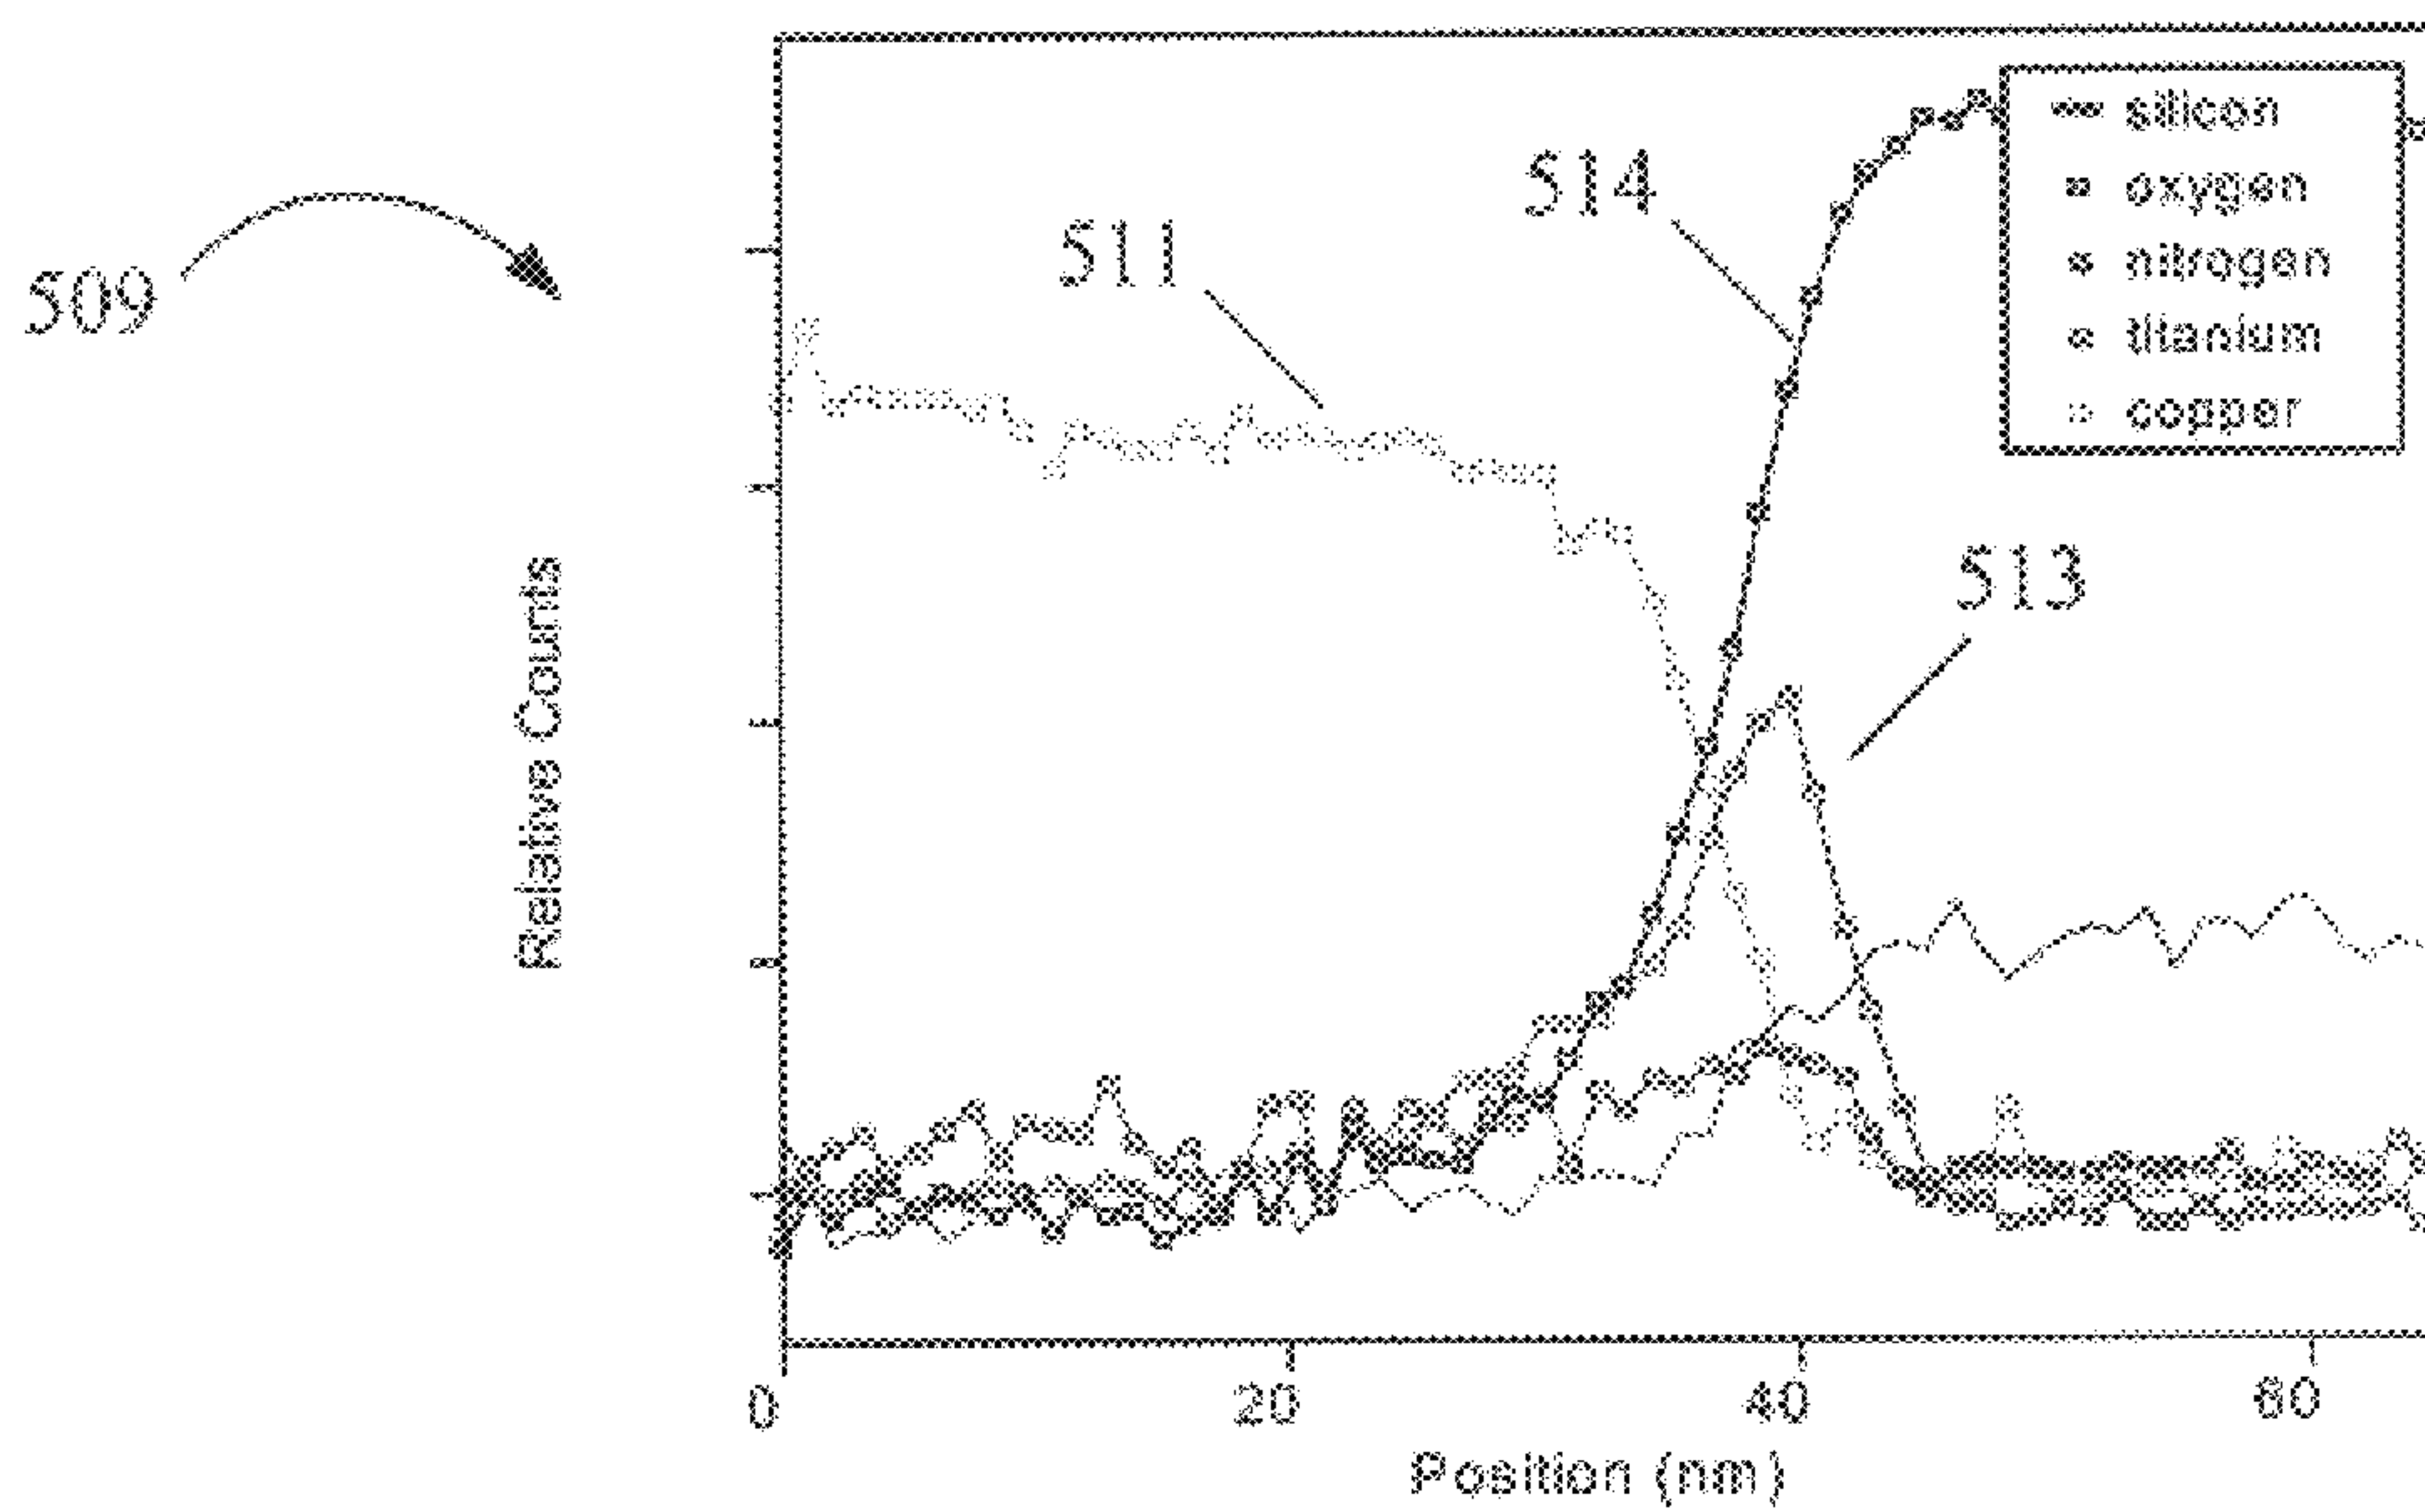 509
511
514
513
silicon
oxygen
nitrogen
titanium
copper
Relative Counts
0 20 40 60
Position (nm)